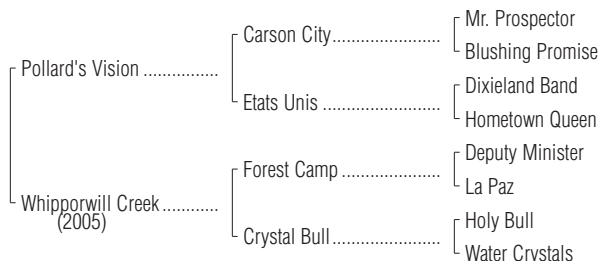 Mr. Prospector
Carson City........................
Blushing Promise
Pollard's Vision ................
Dixieland Band
Etats Unis ..........................
Hometown Queen
Deputy Minister
Forest Camp......................
La Paz
Whipporwill Creek............
(2005)
Holy Bull
Crystal Bull........................
Water Crystals